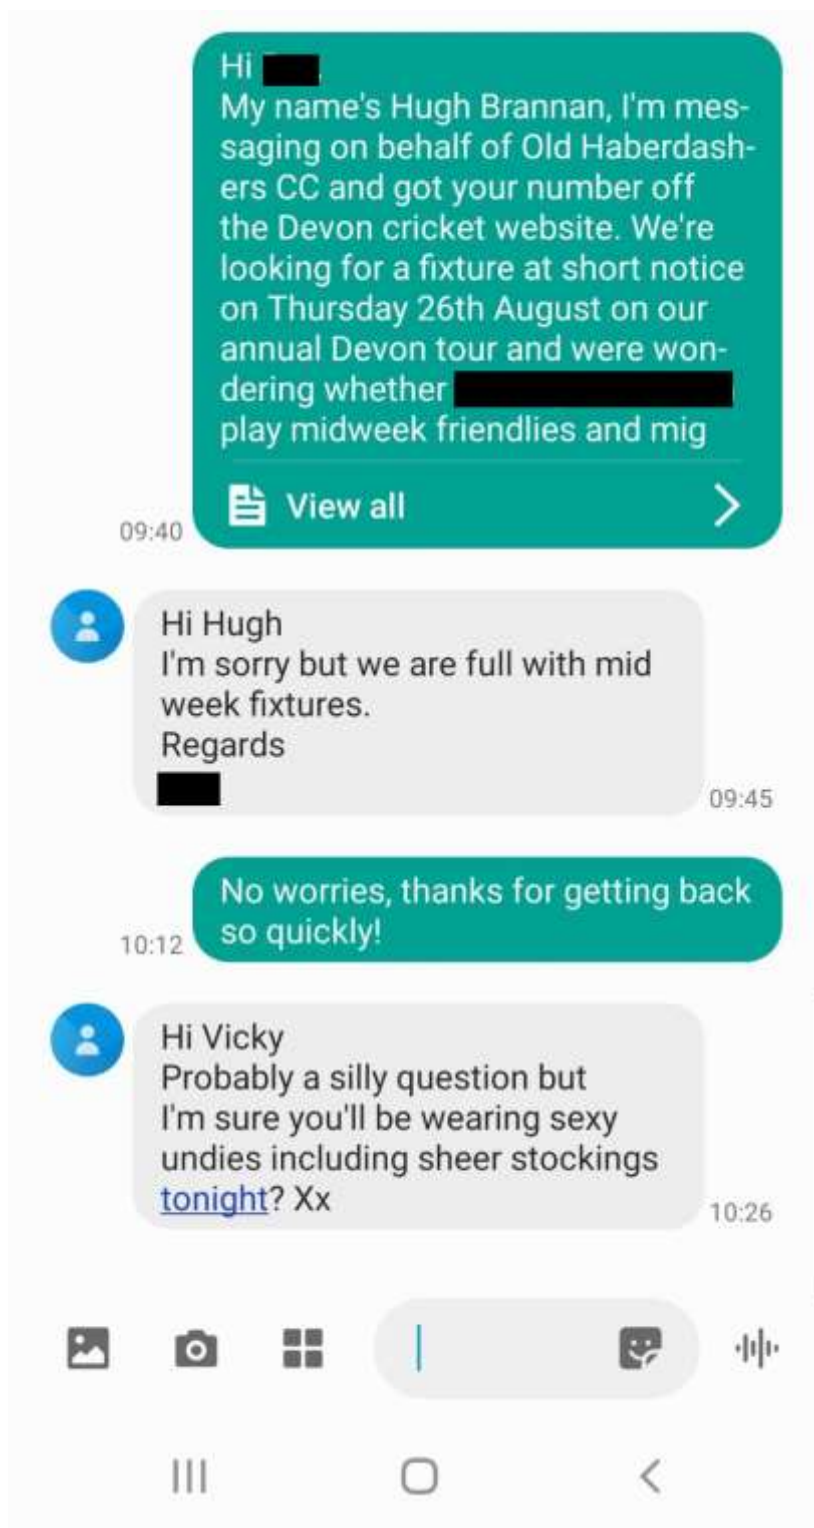 Hi
My name's Hugh Brannan, I'm mes-
saging on behalf of Old Haberdash-
ers CC and got your number off
the Devon cricket website. We're
looking for a fixture at short notice
on Thursday 26th August on our
annual Devon tour and were won-
dering whether
play midweek friendlies and mig
View all
09:40
Hi Hugh
I'm sorry but we are full with mid
week fixtures.
Regards
09:45
No worries, thanks for getting back
so quickly!
10:12
Hi Vicky
Probably a silly question but
I'm sure you'll be wearing sexy
undies including sheer stockings
tonight? Xx
10:26